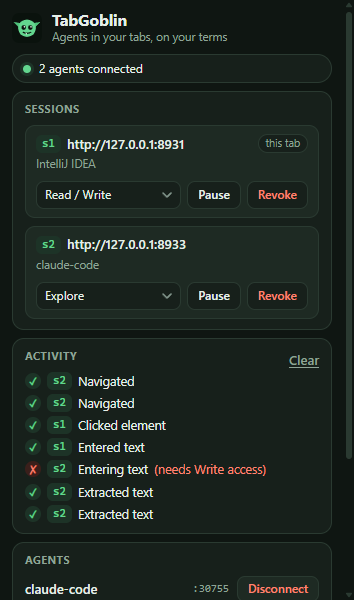 TabGoblin
Agents in your tabs, on your terms
2 agents connected
SESSIONS
s1 http://127.0.0.1:8931 this tab
IntelliJ IDEA
Read / Write Pause Revoke
s2 http://127.0.0.1:8933
claude-code
Explore Pause Revoke
ACTIVITY Clear
✓ s2 Navigated
✓ s2 Navigated
✓ s1 Clicked element
✓ s1 Entered text
✗ s2 Entering text (needs Write access)
✓ s2 Extracted text
✓ s2 Extracted text
AGENTS
claude-code :30755 Disconnect